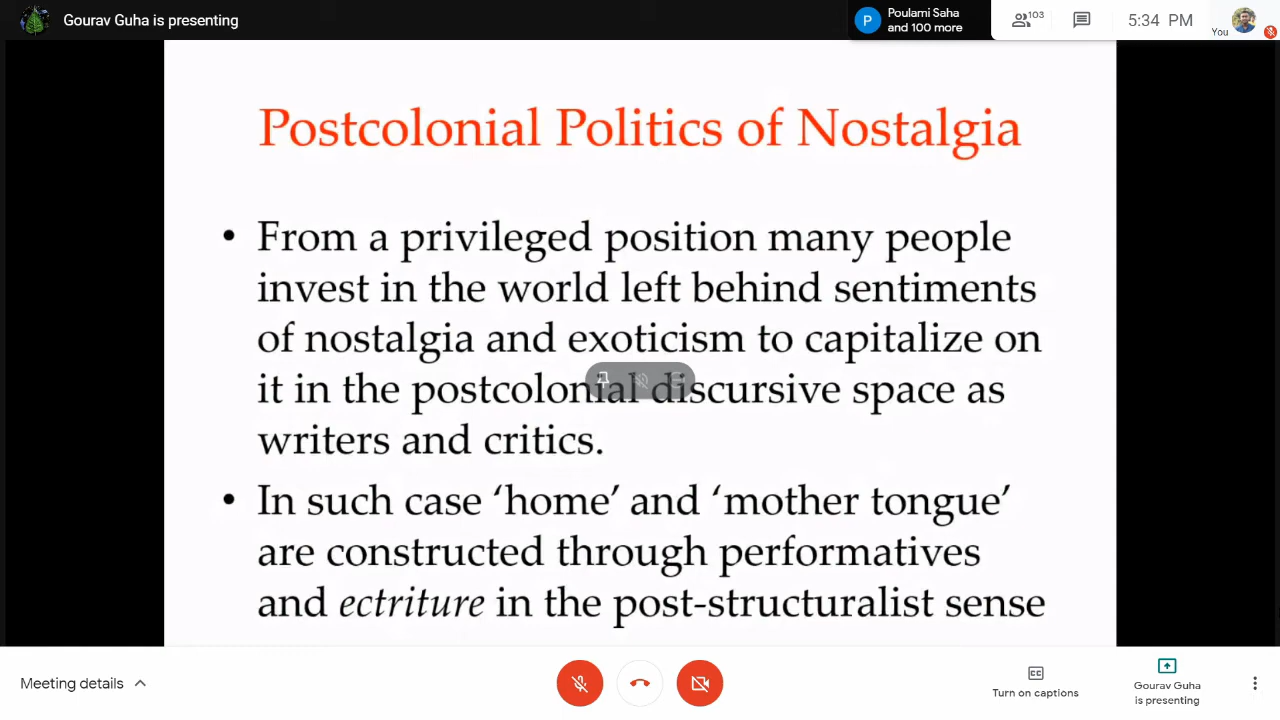 Gourav Guha is presenting
P
Poulami Saha
and 100 more
103
5:34 PM
You
Postcolonial Politics of Nostalgia
• From a privileged position many people
invest in the world left behind sentiments
of nostalgia and exoticism to capitalize on
it in the postcolonial discursive space as
writers and critics.
• In such case ‘home’ and ‘mother tongue’
are constructed through performatives
and ectriture in the post-structuralist sense
Meeting details
CC
Turn on captions
Gourav Guha
is presenting